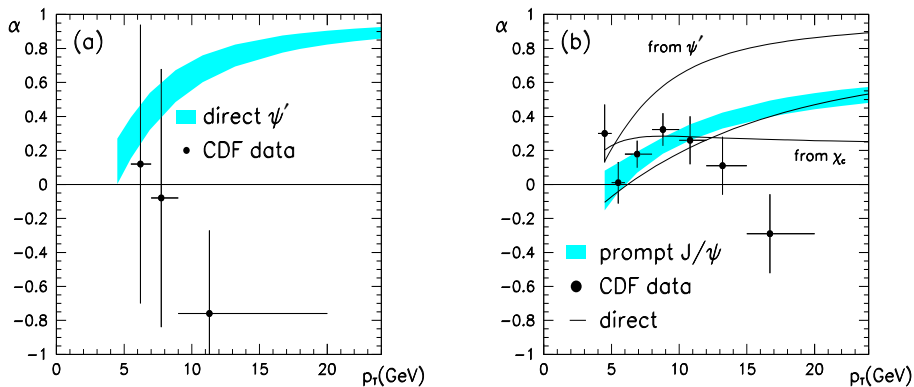 α
(a)
1
0.8
0.6
0.4
0.2
0
−0.2
−0.4
−0.6
−0.8
−1
direct ψ′
CDF data
0 5 10 15 20
p_T(GeV)
α
(b)
1
0.8
0.6
0.4
0.2
0
−0.2
−0.4
−0.6
−0.8
−1
from ψ′
from χ_c
prompt J/ψ
CDF data
direct
0 5 10 15 20
p_T(GeV)